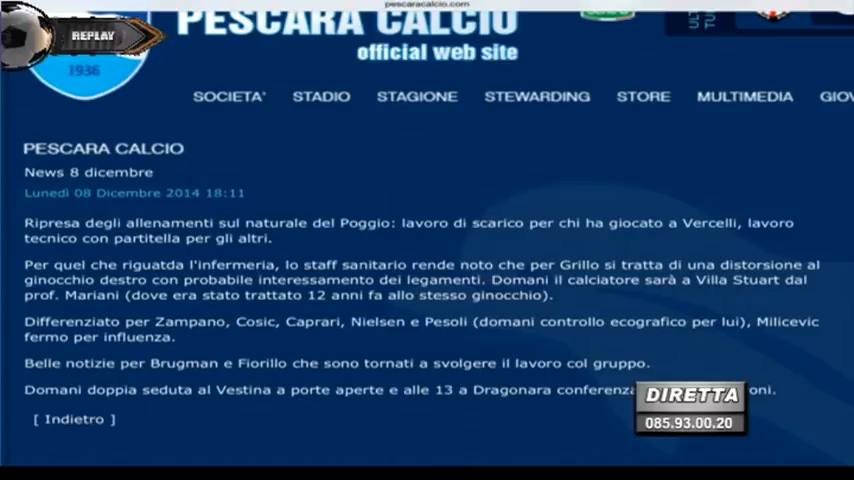 pescaracalcio.com
PESCARA CALCIO
REPLAY
official web site
1936
SOCIETA' STADIO STAGIONE STEWARDING STORE MULTIMEDIA GIOV
PESCARA CALCIO
News 8 dicembre
Lunedì 08 Dicembre 2014 18:11
Ripresa degli allenamenti sul naturale del Poggio: lavoro di scarico per chi ha giocato a Vercelli, lavoro
tecnico con partitella per gli altri.
Per quel che riguatda l'infermeria, lo staff sanitario rende noto che per Grillo si tratta di una distorsione al
ginocchio destro con probabile interessamento dei legamenti. Domani il calciatore sarà a Villa Stuart dal
prof. Mariani (dove era stato trattato 12 anni fa allo stesso ginocchio).
Differenziato per Zampano, Cosic, Caprari, Nielsen e Pesoli (domani controllo ecografico per lui), Milicevic
fermo per influenza.
Belle notizie per Brugman e Fiorillo che sono tornati a svolgere il lavoro col gruppo.
Domani doppia seduta al Vestina a porte aperte e alle 13 a Dragonara conferenza oni.
DIRETTA
085.93.00.20
[ Indietro ]